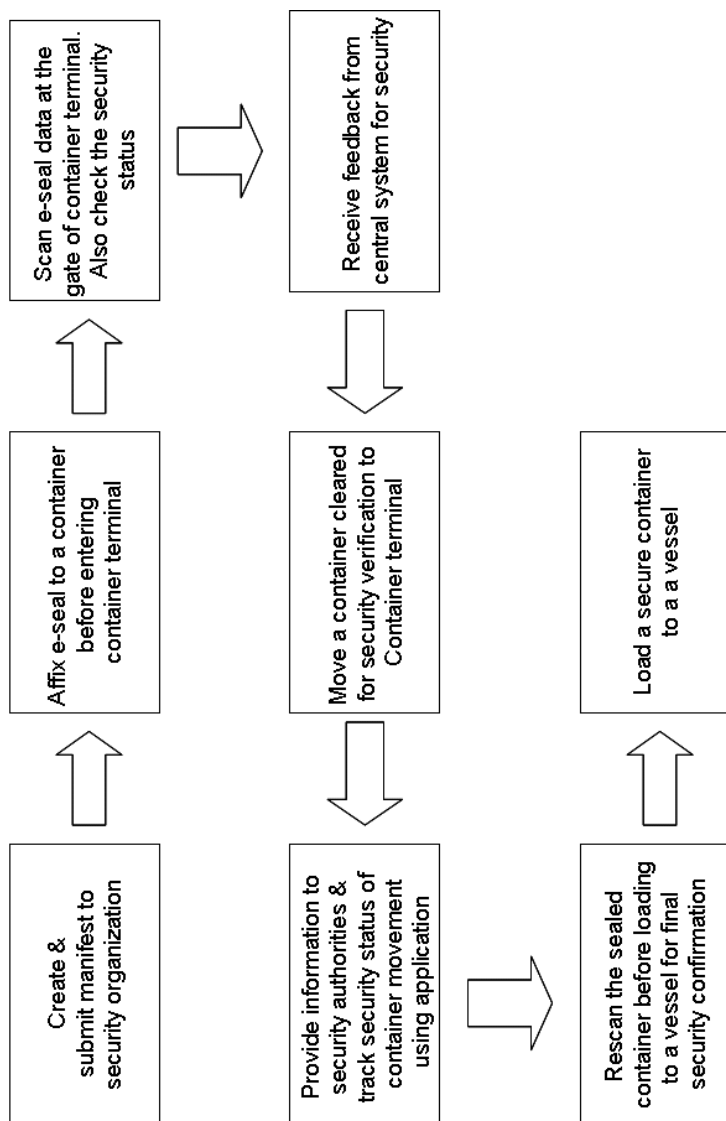 Create &
submit manifest to
security organization
Affix e-seal to a container
before entering
container terminal
Scan e-seal data at the
gate of container terminal.
Also check the security
status
Receive feedback from
central system for security
Move a container cleared
for security verification to
Container terminal
Provide information to
security authorities &
track security status of
container movement
using application
Rescan the sealed
container before loading
to a vessel for final
security confirmation
Load a secure container
to a a vessel